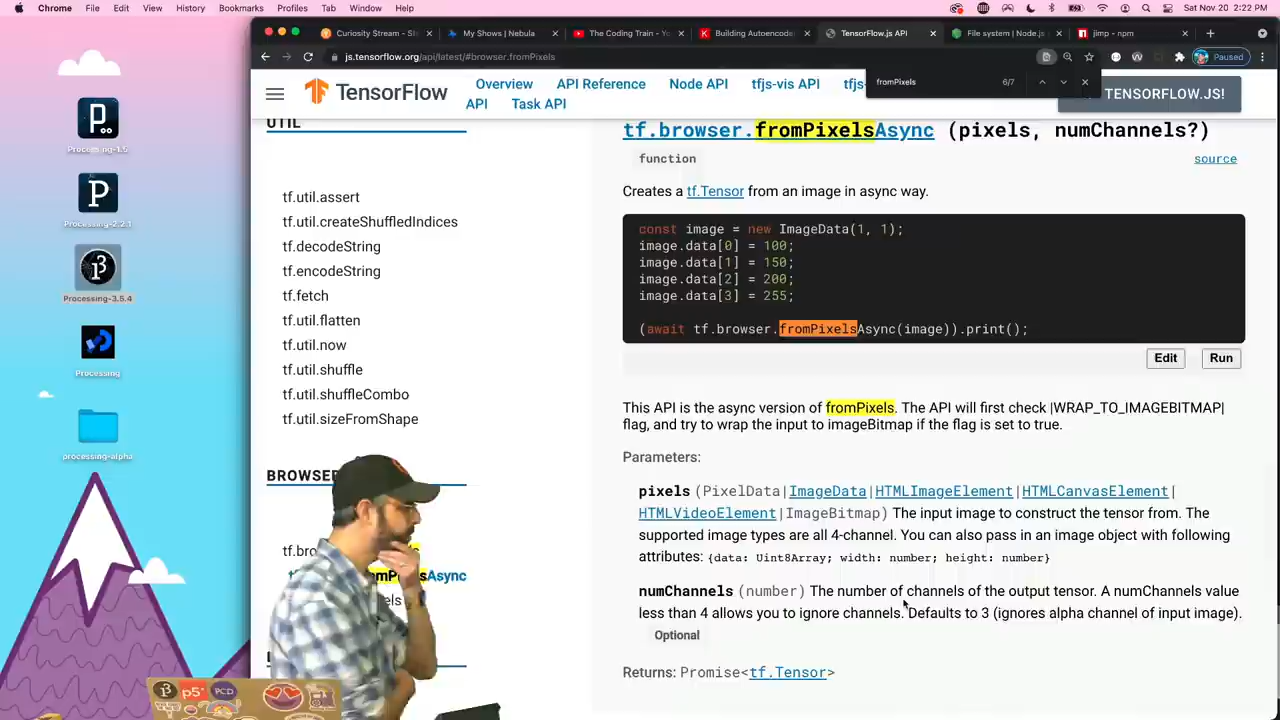 Chrome File Edit View History Bookmarks Profiles Tab Window Help
Sat Nov 20 2:22 PM
Curiosity Stream - St
My Shows | Nebula
The Coding Train - Yo
Building Autoencode
TensorFlow.js API
File system | Node.js
jimp - npm
js.tensorflow.org/api/latest/#browser.fromPixels
Paused
fromPixels 6/7
TensorFlow
Overview API Reference Node API tfjs-vis API tfjs-
API Task API
TENSORFLOW.JS!
Processing-1.5
Processing-2.2.1
Processing-3.5.4
Processing
processing-alpha
UTIL
tf.util.assert
tf.util.createShuffledIndices
tf.decodeString
tf.encodeString
tf.fetch
tf.util.flatten
tf.util.now
tf.util.shuffle
tf.util.shuffleCombo
tf.util.sizeFromShape
BROWSER
tf.bro
omPixelsAsync
els
tf.browser.fromPixelsAsync (pixels, numChannels?)
function
source
Creates a tf.Tensor from an image in async way.
const image = new ImageData(1, 1);
image.data[0] = 100;
image.data[1] = 150;
image.data[2] = 200;
image.data[3] = 255;
(await tf.browser.fromPixelsAsync(image)).print();
Edit Run
This API is the async version of fromPixels. The API will first check |WRAP_TO_IMAGEBITMAP|
flag, and try to wrap the input to imageBitmap if the flag is set to true.
Parameters:
pixels (PixelData|ImageData|HTMLImageElement|HTMLCanvasElement|
HTMLVideoElement|ImageBitmap) The input image to construct the tensor from. The
supported image types are all 4-channel. You can also pass in an image object with following
attributes: {data: Uint8Array; width: number; height: number}
numChannels (number) The number of channels of the output tensor. A numChannels value
less than 4 allows you to ignore channels. Defaults to 3 (ignores alpha channel of input image).
Optional
Returns: Promise<tf.Tensor>
p5*
PCD